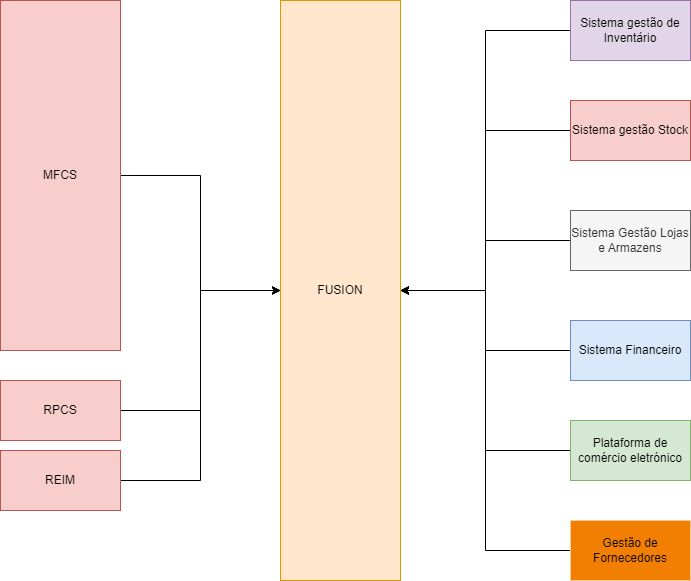 MFCS
RPCS
REIM
FUSION
Sistema gestão de
Inventário
Sistema gestão Stock
Sistema Gestão Lojas
e Armazens
Sistema Financeiro
Plataforma de
comércio eletrónico
Gestão de
Fornecedores